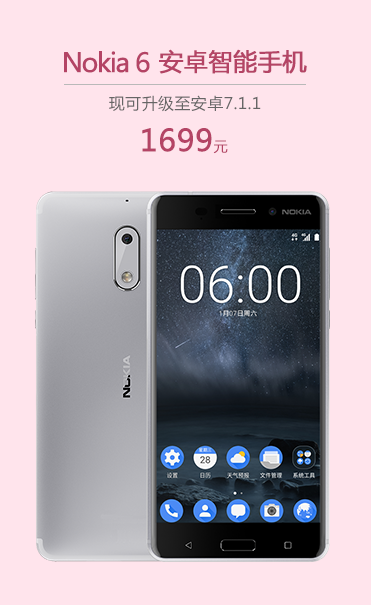 Nokia 6 安卓智能手机
现可升级至安卓7.1.1
1699元
NOKIA
4G 4G
06:00
1月07日周六
NOKIA
28
设置 日历 天气预报 文件管理 系统工具